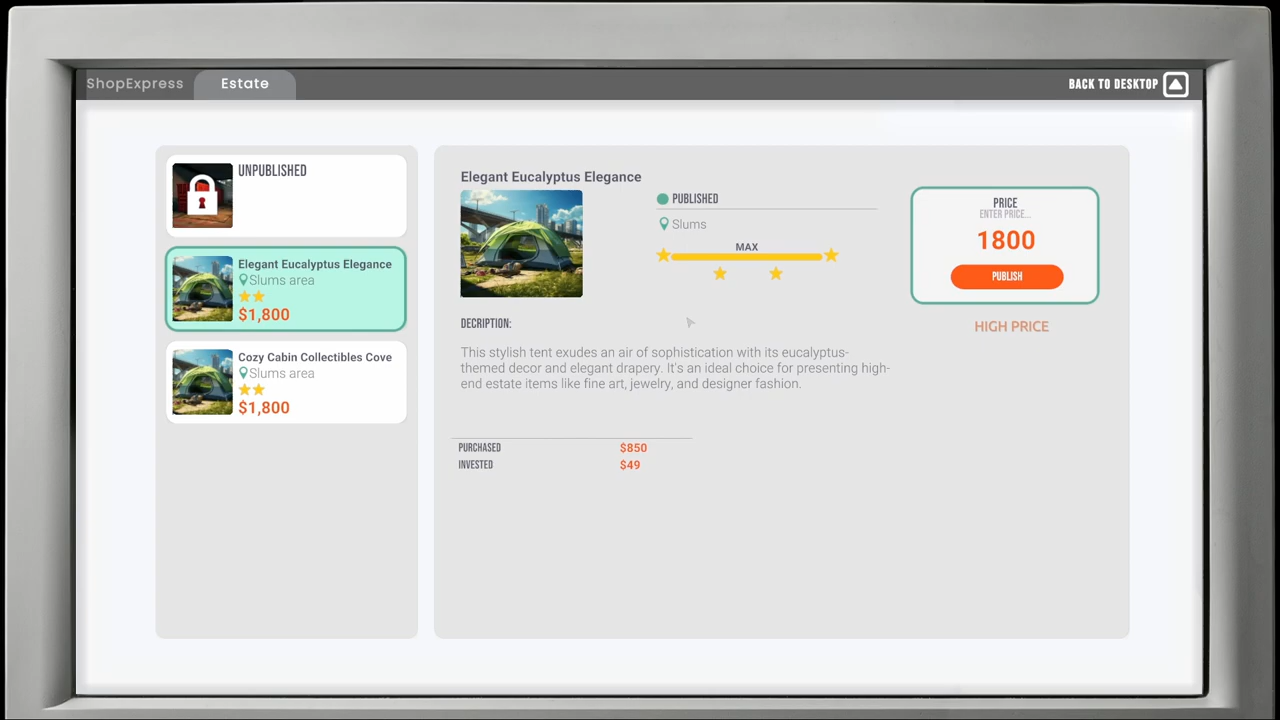 ShopExpress
Estate
BACK TO DESKTOP
UNPUBLISHED
Elegant Eucalyptus Elegance
Slums area
$1,800
Cozy Cabin Collectibles Cove
Slums area
$1,800
Elegant Eucalyptus Elegance
PUBLISHED
Slums
MAX
DECRIPTION:
This stylish tent exudes an air of sophistication with its eucalyptus-
themed decor and elegant drapery. It's an ideal choice for presenting high-
end estate items like fine art, jewelry, and designer fashion.
PURCHASED $850
INVESTED $49
PRICE
ENTER PRICE...
1800
PUBLISH
HIGH PRICE